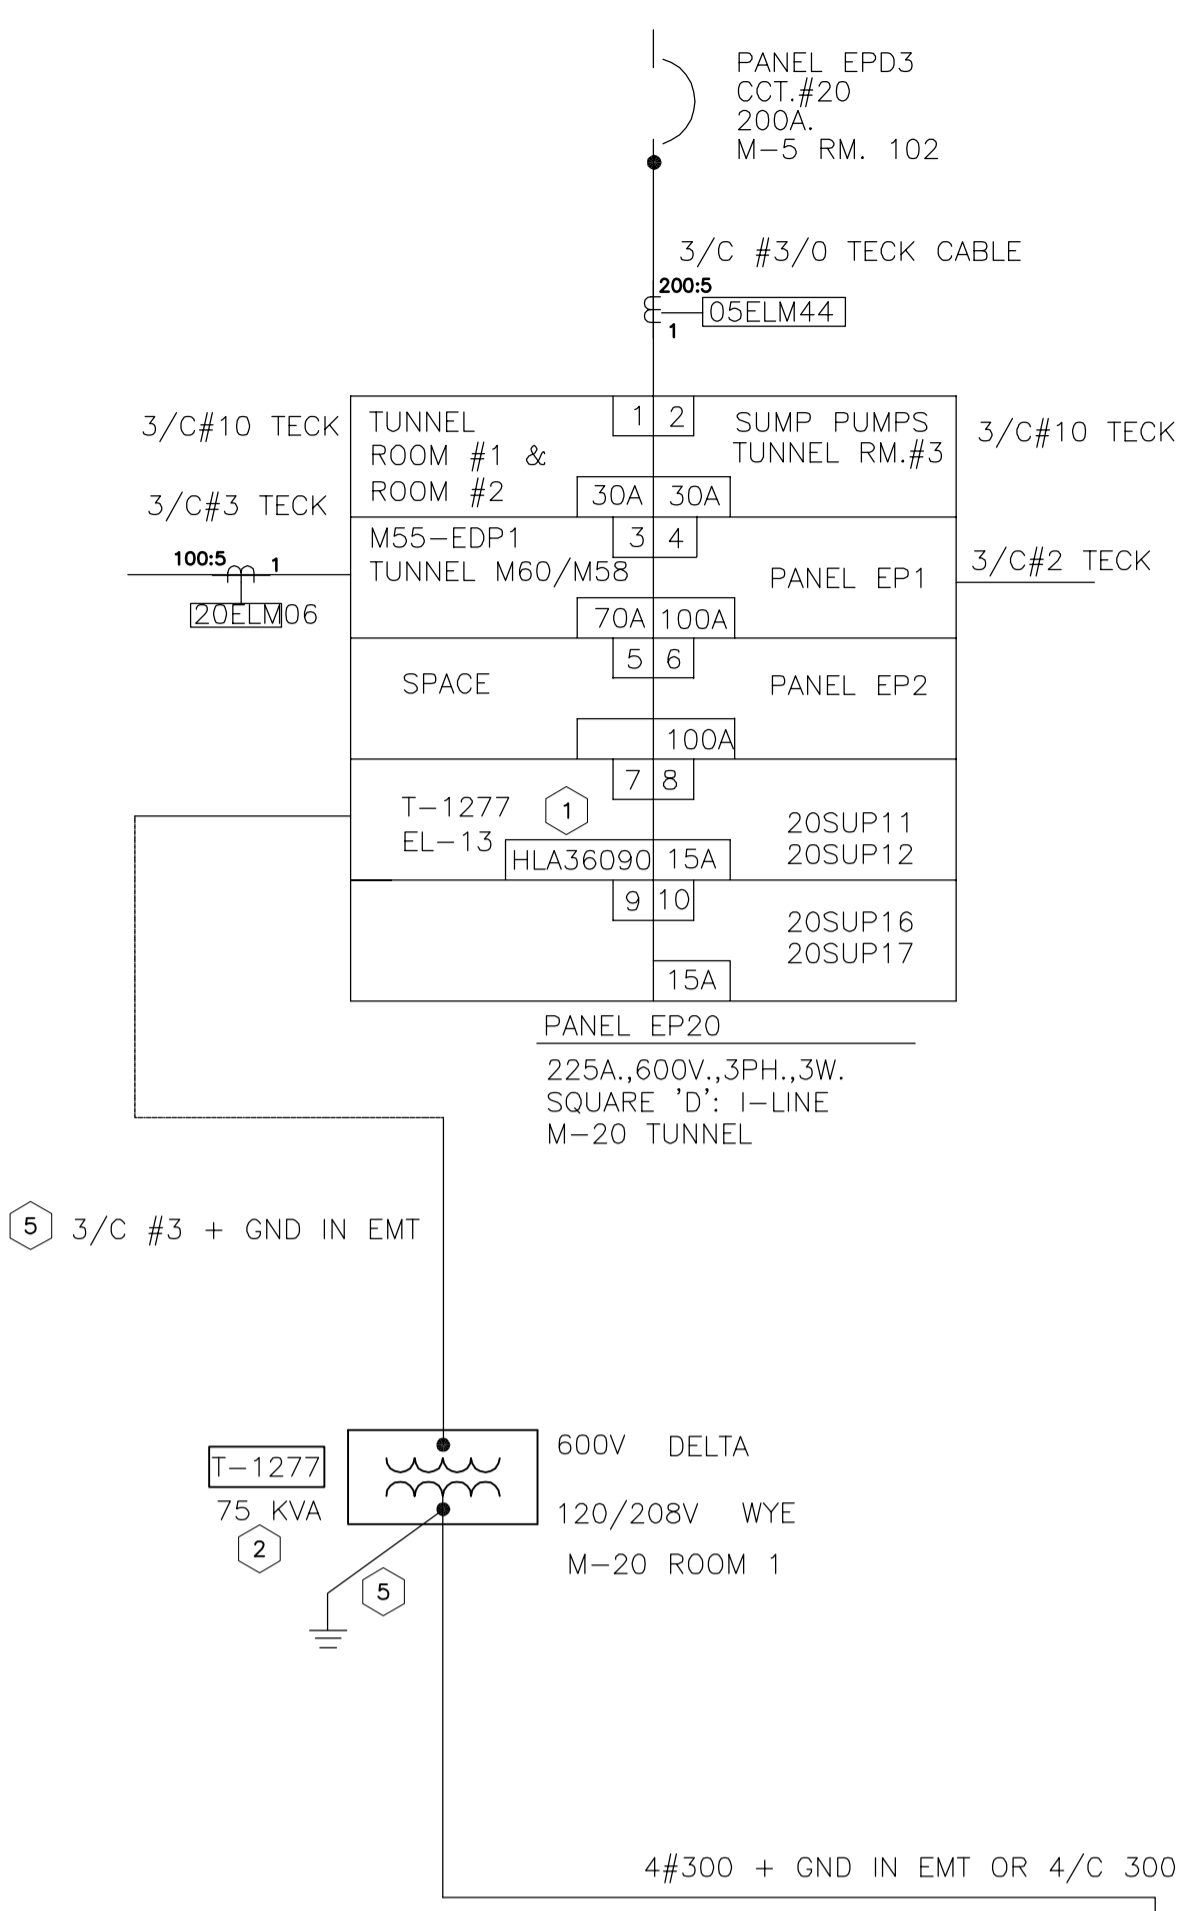 PANEL EPD3
CCT.#20
200A.
M-5 RM. 102
3/C #3/0 TECK CABLE
200:5
05ELM44
1
3/C#10 TECK
TUNNEL
ROOM #1 &
ROOM #2
1 2
30A 30A
SUMP PUMPS
TUNNEL RM.#3
3/C#10 TECK
3/C#3 TECK
100:5 1
20ELM06
M55-EDP1
TUNNEL M60/M58
3 4
70A 100A
PANEL EP1
3/C#2 TECK
SPACE
5 6
100A
PANEL EP2
T-1277
EL-13
1
7 8
HLA36090 15A
20SUP11
20SUP12
9 10
15A
20SUP16
20SUP17
PANEL EP20
225A.,600V.,3PH.,3W.
SQUARE 'D': I-LINE
M-20 TUNNEL
5 3/C #3 + GND IN EMT
T-1277
75 KVA
2
600V DELTA
120/208V WYE
M-20 ROOM 1
5
4#300 + GND IN EMT OR 4/C 300